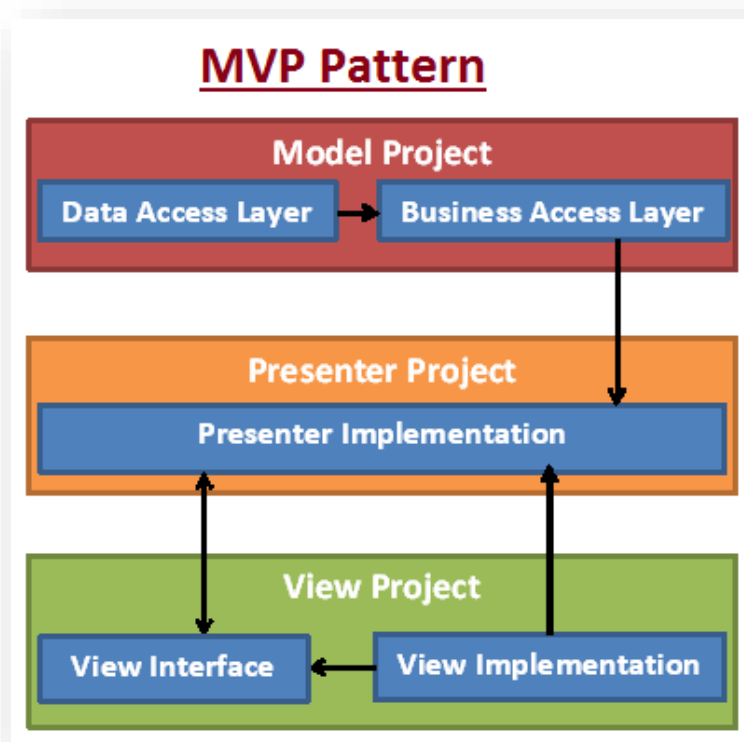 MVP Pattern
Model Project
Data Access Layer
Business Access Layer
Presenter Project
Presenter Implementation
View Project
View Interface
View Implementation